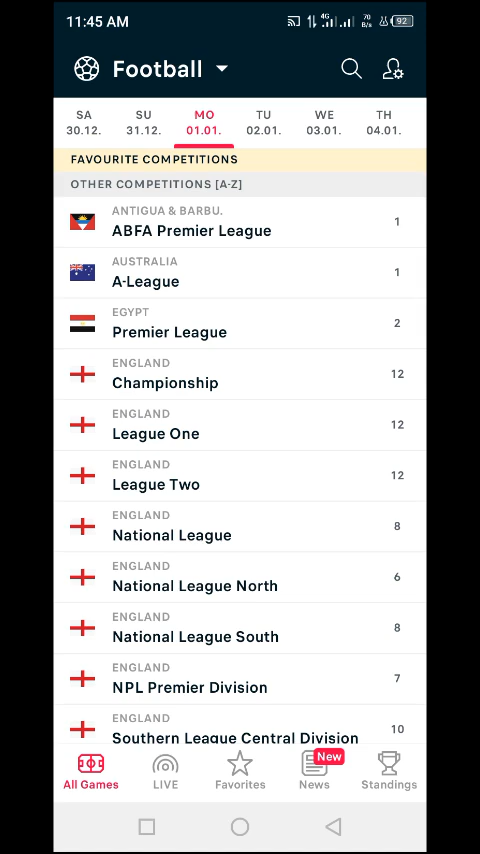 11:45 AM 4G 70 B/s 92
Football
SA SU MO TU WE TH
30.12. 31.12. 01.01. 02.01. 03.01. 04.01.
FAVOURITE COMPETITIONS
OTHER COMPETITIONS [A-Z]
ANTIGUA & BARBU.
ABFA Premier League 1
AUSTRALIA
A-League 1
EGYPT
Premier League 2
ENGLAND
Championship 12
ENGLAND
League One 12
ENGLAND
League Two 12
ENGLAND
National League 8
ENGLAND
National League North 6
ENGLAND
National League South 8
ENGLAND
NPL Premier Division 7
ENGLAND
Southern League Central Division 10
New
All Games LIVE Favorites News Standings